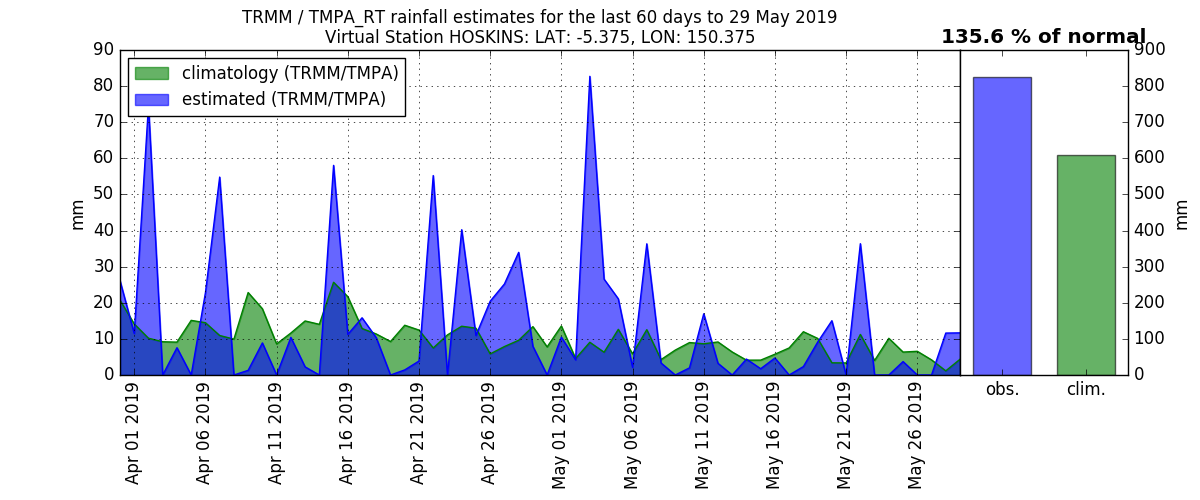 TRMM / TMPA_RT rainfall estimates for the last 60 days to 29 May 2019
Virtual Station HOSKINS: LAT: -5.375, LON: 150.375
135.6 % of normal
climatology (TRMM/TMPA)
estimated (TRMM/TMPA)
mm
90
80
70
60
50
40
30
20
10
0
Apr 01 2019
Apr 06 2019
Apr 11 2019
Apr 16 2019
Apr 21 2019
Apr 26 2019
May 01 2019
May 06 2019
May 11 2019
May 16 2019
May 21 2019
May 26 2019
obs.
clim.
900
800
700
600
500
400
300
200
100
0
mm